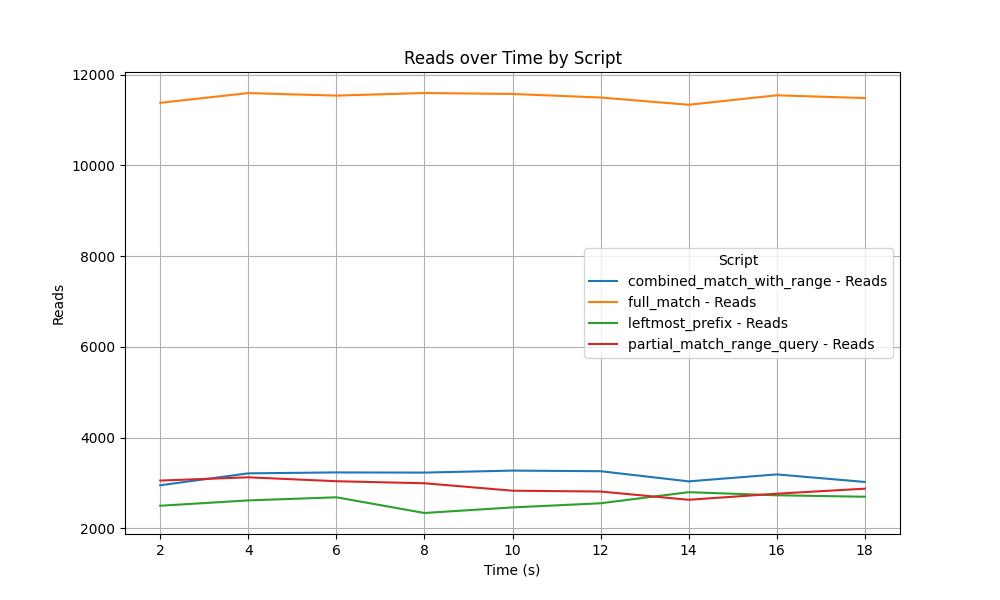 Reads over Time by Script
12000
10000
8000
6000
4000
2000
Reads
Script
combined_match_with_range - Reads
full_match - Reads
leftmost_prefix - Reads
partial_match_range_query - Reads
2 4 6 8 10 12 14 16 18
Time (s)